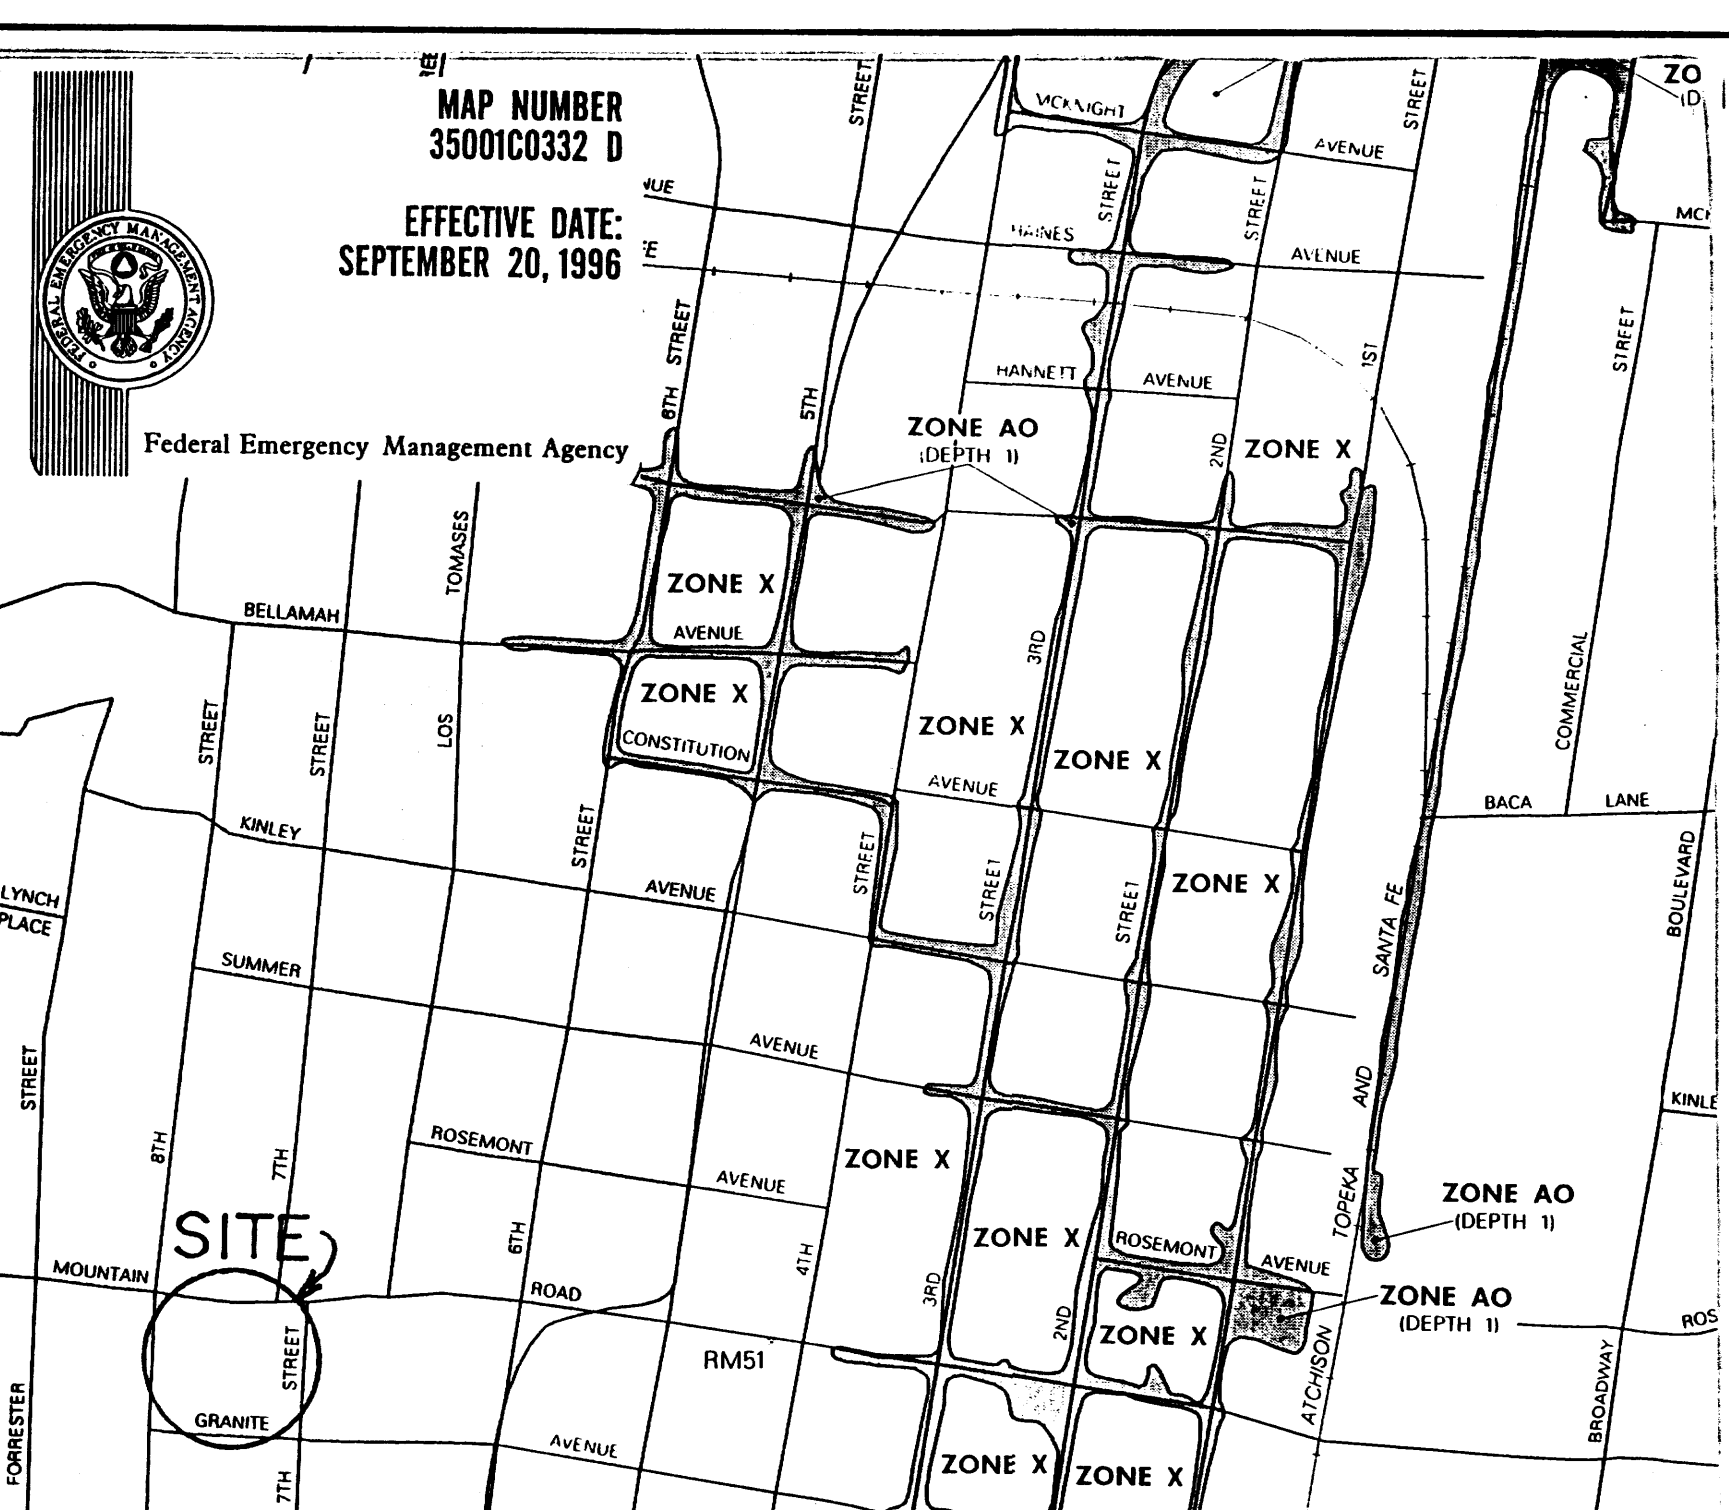 MAP NUMBER
35001C0332 D
EFFECTIVE DATE:
SEPTEMBER 20, 1996
FEDERAL EMERGENCY MANAGEMENT AGENCY
Federal Emergency Management Agency
STREET
MCKNIGHT
AVENUE
STREET
STREET
STREET
ZO
(D
HAINES
AVENUE
STREET
6TH
5TH
HANNETT
AVENUE
1ST
STREET
ZONE AO
(DEPTH 1)
2ND
ZONE X
TOMASES
LOS
ZONE X
BELLAMAH
AVENUE
3RD
COMMERCIAL
ZONE X
STREET
STREET
CONSTITUTION
ZONE X
ZONE X
AVENUE
BACA LANE
KINLEY
STREET
AVENUE
STREET
STREET
STREET
ZONE X
SANTA FE
BOULEVARD
LYNCH
PLACE
SUMMER
AVENUE
STREET
AND
KINLE
8TH
7TH
ROSEMONT
AVENUE
ZONE X
TOPEKA
ZONE AO
(DEPTH 1)
SITE
6TH
4TH
ZONE X
ROSEMONT
AVENUE
MOUNTAIN
ROAD
3RD
2ND
ZONE AO
(DEPTH 1)
ROS
STREET
RM51
ZONE X
ATCHISON
BROADWAY
FORRESTER
GRANITE
AVENUE
7TH
ZONE X
ZONE X